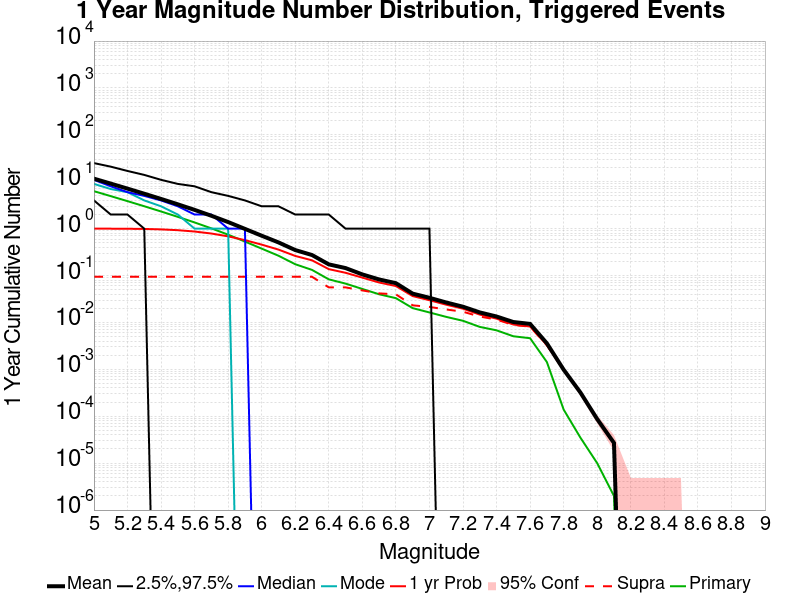 1 Year Magnitude Number Distribution, Triggered Events
1 Year Cumulative Number
10 4
10 3
10 2
10 1
10 0
10 -1
10 -2
10 -3
10 -4
10 -5
10 -6
5 5.2 5.4 5.6 5.8 6 6.2 6.4 6.6 6.8 7 7.2 7.4 7.6 7.8 8 8.2 8.4 8.6 8.8 9
Magnitude
Mean 2.5%,97.5% Median Mode 1 yr Prob 95% Conf Supra Primary